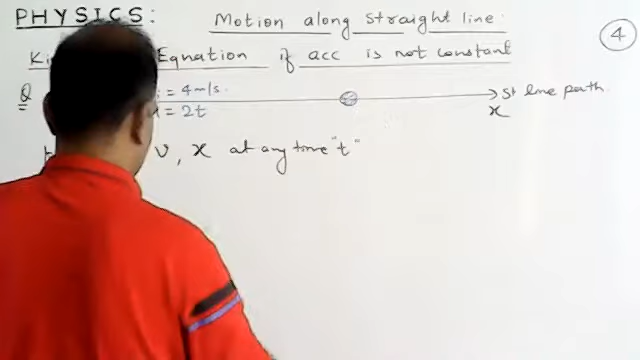 PHYSICS: Motion along straight line:
Equation if acc is not constant
4
Q = 4m/s. st line path
= 2t x
v, x at any time "t"